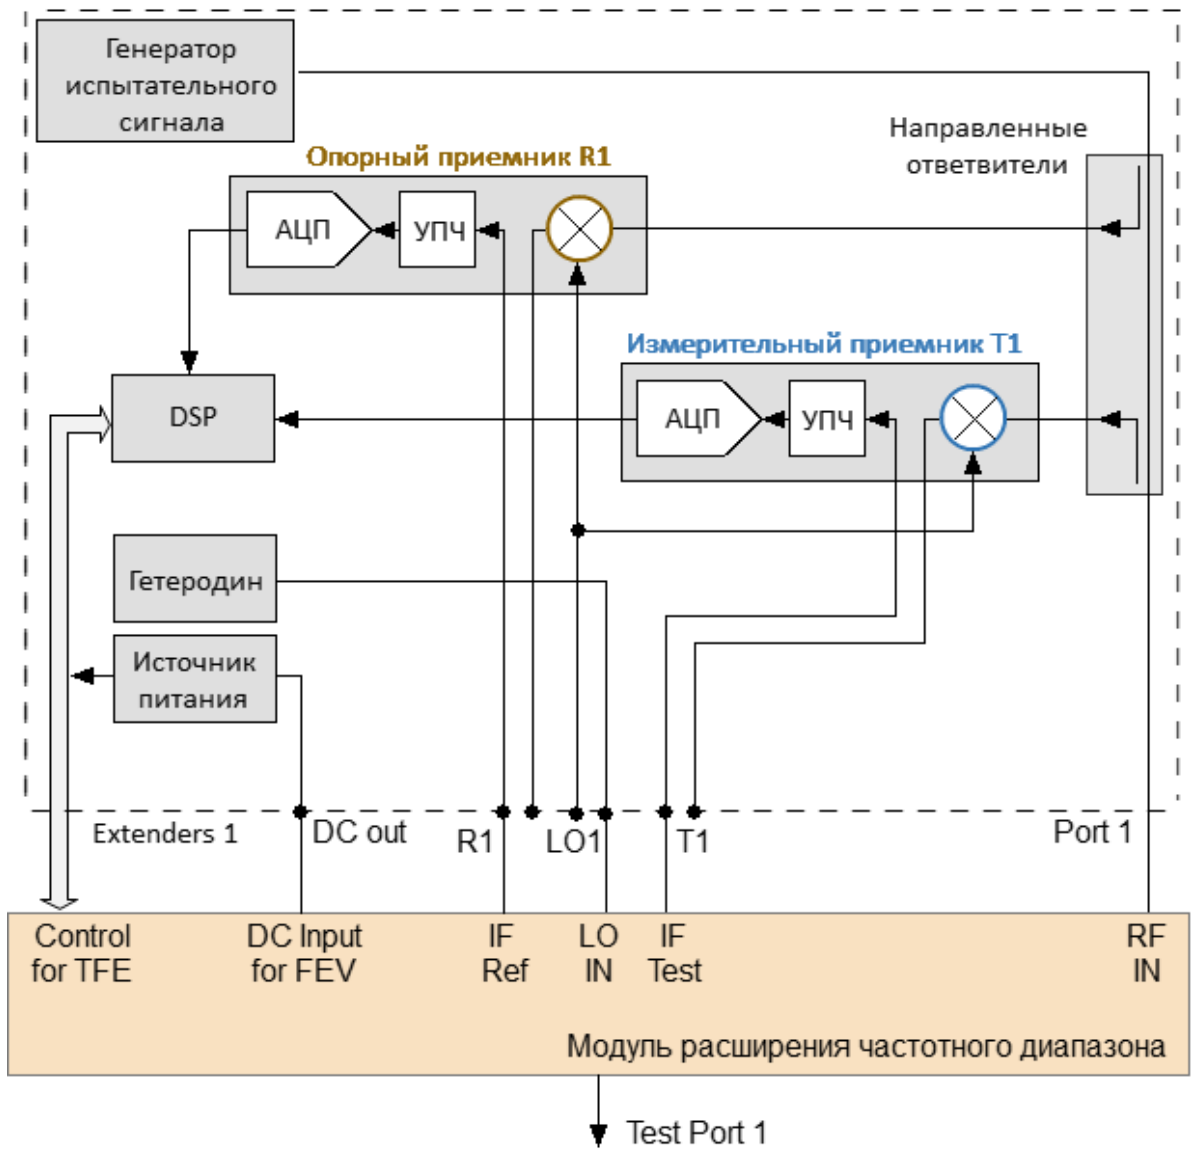 Генератор
испытательного
сигнала
Направленные
ответвители
Опорный приемник R1
АЦП
УПЧ
Измерительный приемник T1
АЦП
УПЧ
DSP
Гетеродин
Источник
питания
Extenders 1
DC out
R1
LO1
T1
Port 1
Control
for TFE
DC Input
for FEV
IF
Ref
LO
IN
IF
Test
RF
IN
Модуль расширения частотного диапазона
Test Port 1